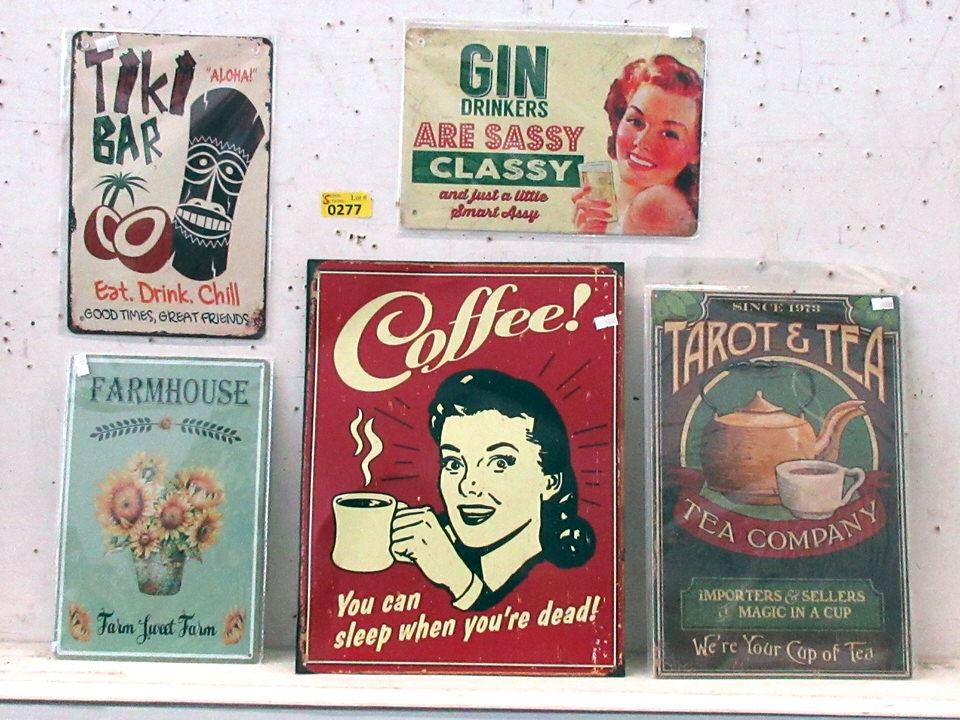 TIKI
"ALOHA!"
BAR
Eat, Drink, Chill
GOOD TIMES, GREAT FRIENDS
GIN
DRINKERS
ARE SASSY
CLASSY
and just a little
Smart Assy
Lot #
0277
FARMHOUSE
Farm Sweet Farm
Coffee!
You can
sleep when you're dead!
SINCE 1973
TAROT & TEA
TEA COMPANY
IMPORTERS & SELLERS
of MAGIC IN A CUP
We're Your Cup of Tea